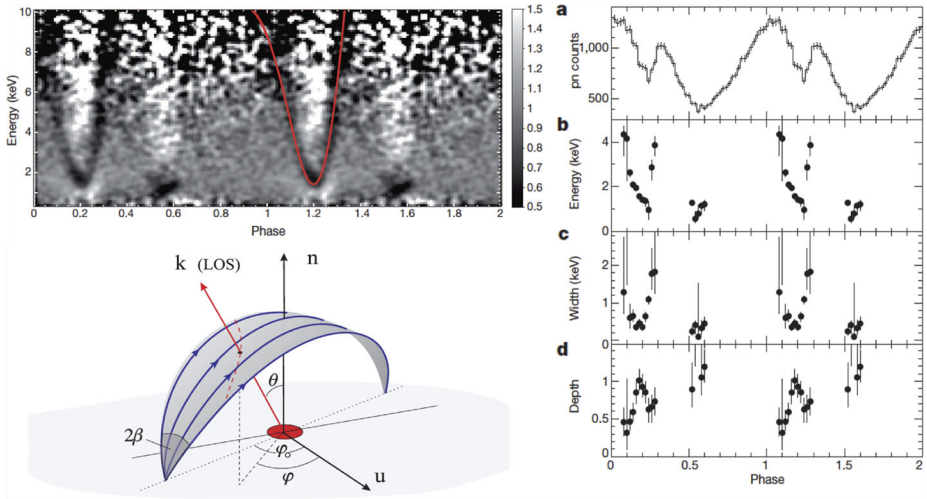 10
8
6
4
2
Energy (keV)
0
0.2
0.4
0.6
0.8
1
1.2
1.4
1.6
1.8
2
Phase
1.5
1.4
1.3
1.2
1.1
1
0.9
0.8
0.7
0.6
0.5
k (LOS)
n
θ
2β
φ₀
φ
u
a
pn counts
1,000
500
b
Energy (keV)
4
2
0
c
Width (keV)
2
1
0
d
Depth
1
0.5
0
0.5
1
1.5
2
Phase